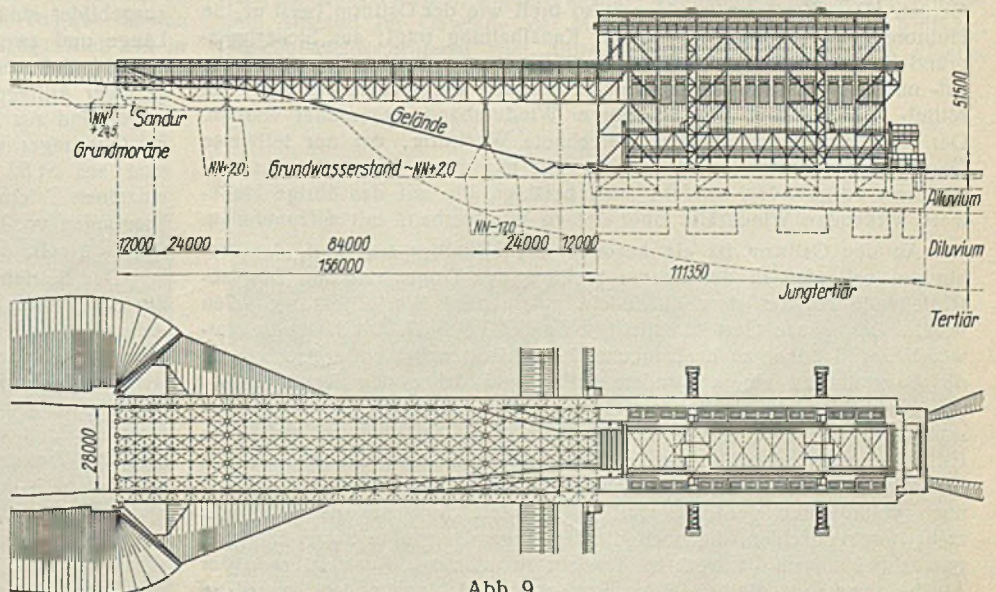 51500
NN
+24,5
Sandur
Grundmoräne
NN+2,0
Gelände
Grundwasserstand ~ NN+2,0
NN-17,0
Alluvium
Diluvium
Jungtertiär
Tertiär
12000 24000 84000 24000 12000
156000
111350
28000
Abb. 9